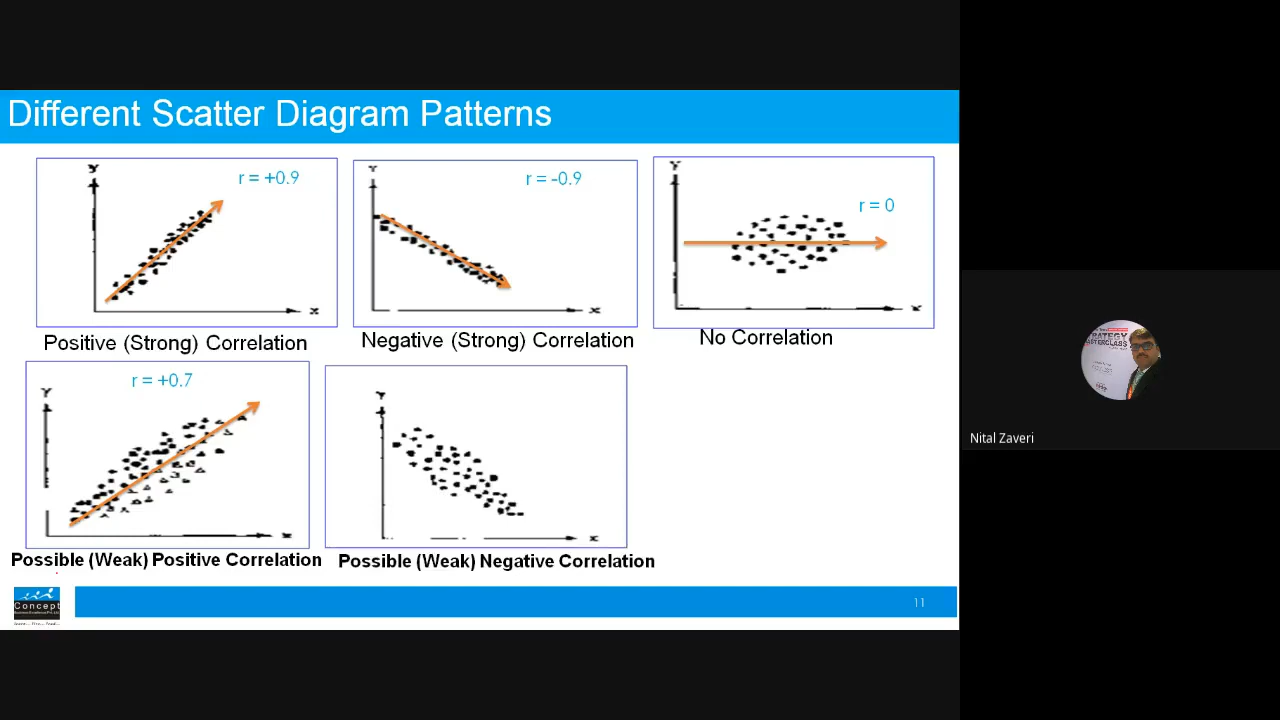 Different Scatter Diagram Patterns
Y
r = +0.9
X
Y
r = -0.9
X
Y
r = 0
X
Positive (Strong) Correlation
Negative (Strong) Correlation
No Correlation
Y
r = +0.7
X
Y
X
Possible (Weak) Positive Correlation
Possible (Weak) Negative Correlation
Concept
11
Nital Zaveri